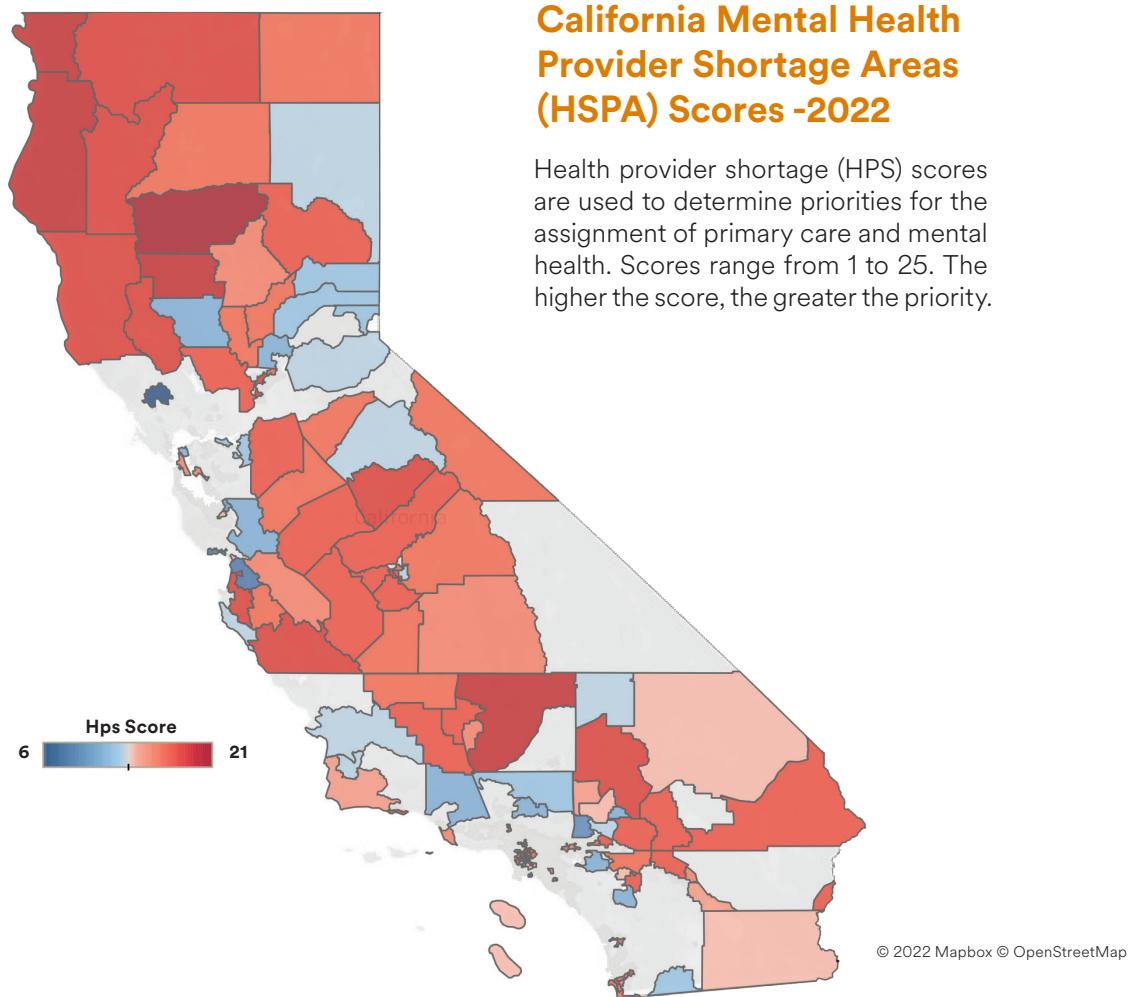 California Mental Health
Provider Shortage Areas
(HSPA) Scores -2022
Health provider shortage (HPS) scores
are used to determine priorities for the
assignment of primary care and mental
health. Scores range from 1 to 25. The
higher the score, the greater the priority.
California
Hps Score
6 21
© 2022 Mapbox © OpenStreetMap